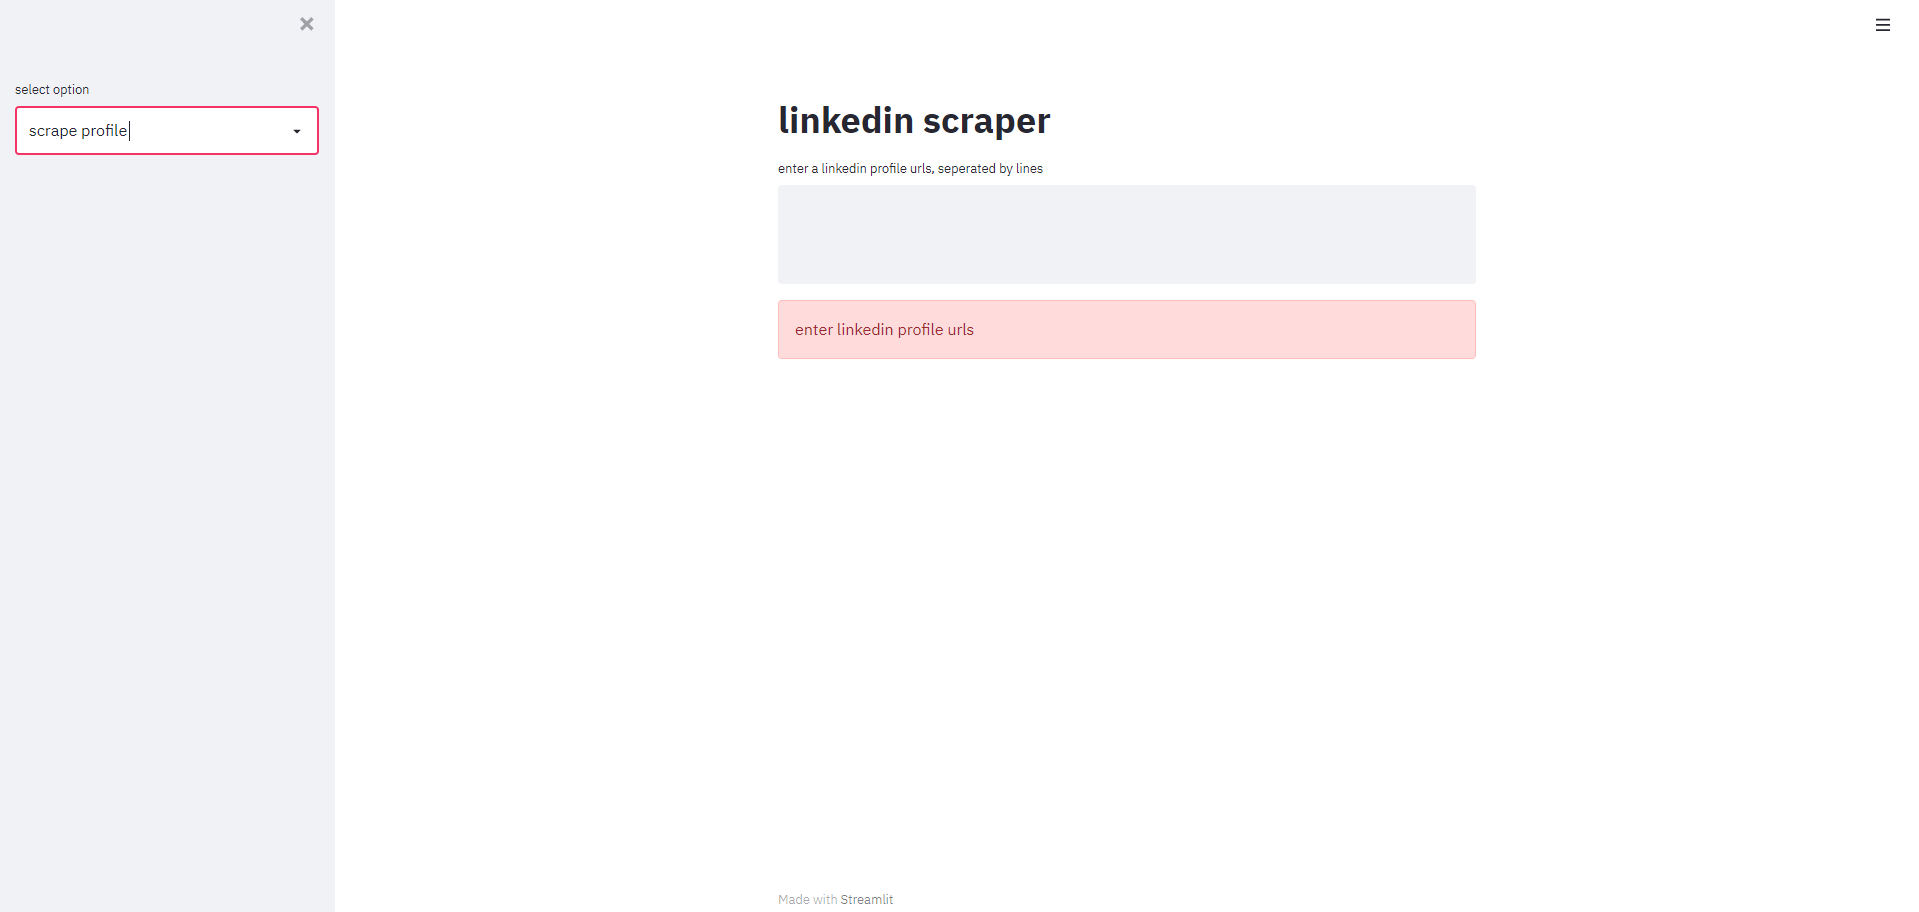 select option
scrape profile
linkedin scraper
enter a linkedin profile urls, seperated by lines
enter linkedin profile urls
Made with Streamlit